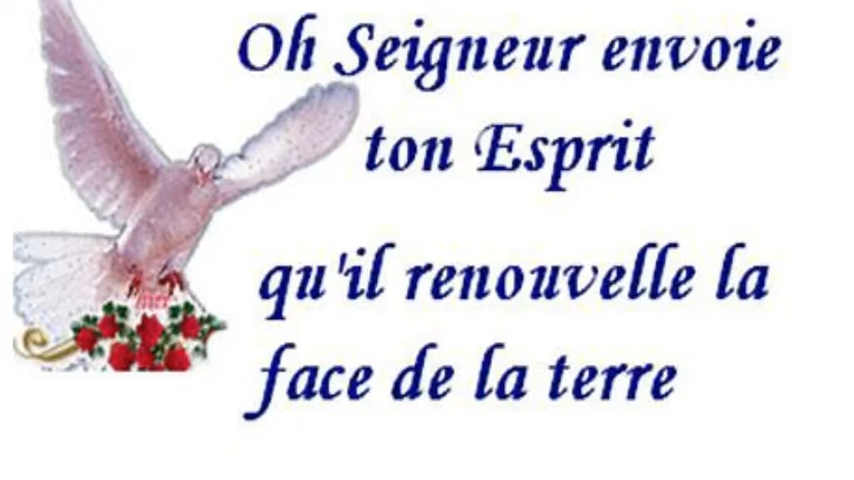 Oh Seigneur envoie
ton Esprit
qu'il renouvelle la
face de la terre